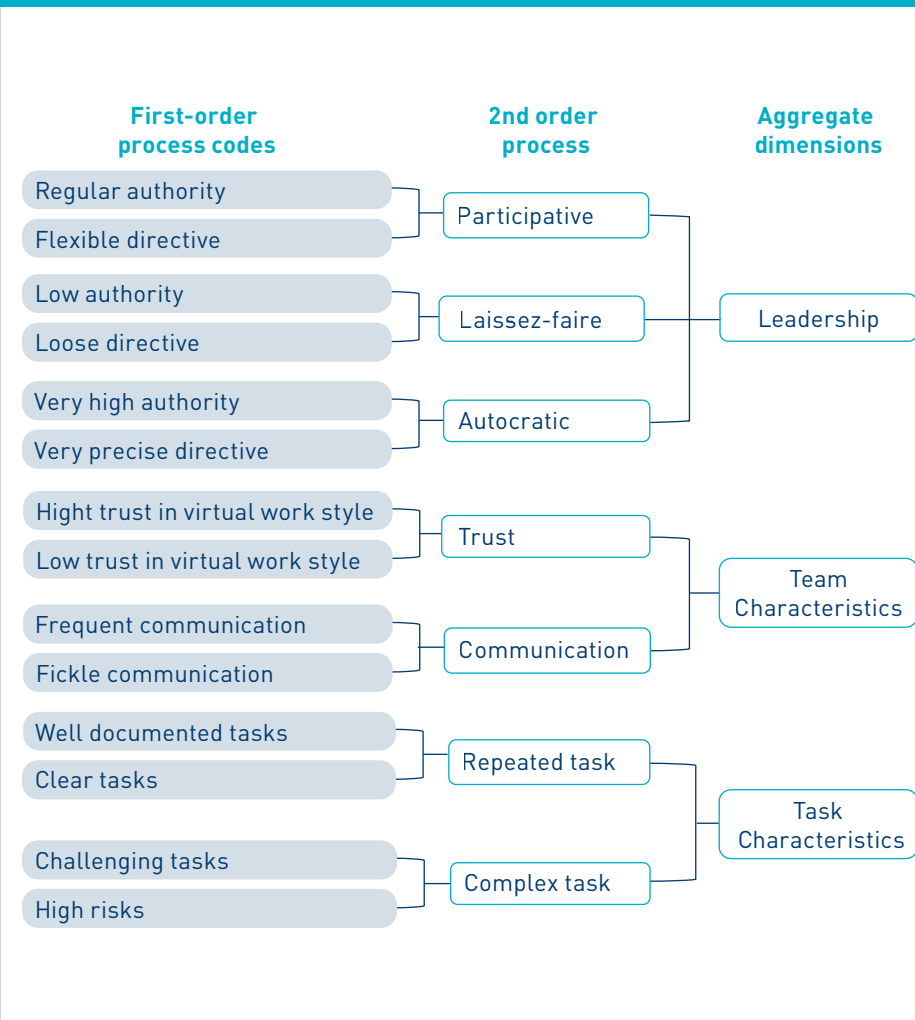 First-order
process codes
2nd order
process
Aggregate
dimensions
Regular authority
Flexible directive
Participative
Low authority
Loose directive
Laissez-faire
Leadership
Very high authority
Very precise directive
Autocratic
Hight trust in virtual work style
Low trust in virtual work style
Trust
Team
Characteristics
Frequent communication
Fickle communication
Communication
Well documented tasks
Clear tasks
Repeated task
Task
Characteristics
Challenging tasks
High risks
Complex task